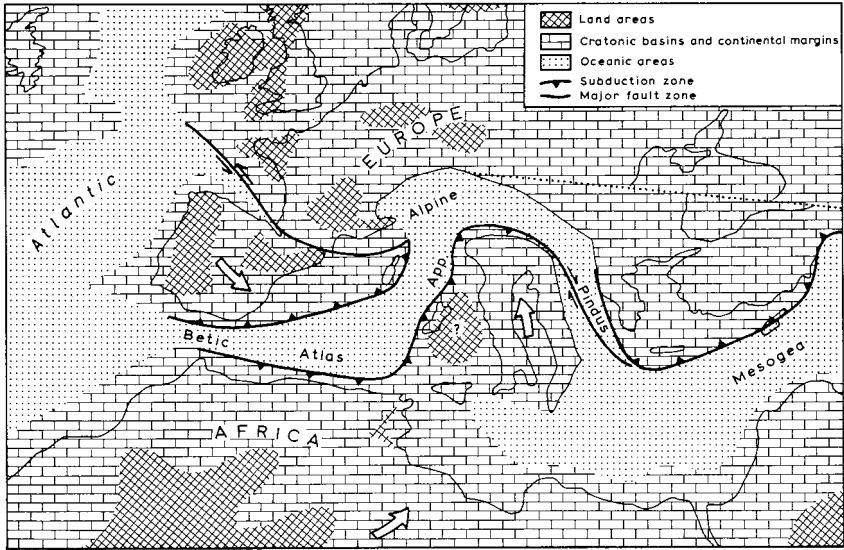 Land areas
Cratonic basins and continental margins
Oceanic areas
Subduction zone
Major fault zone
EUROPE
Atlantic
Alpine
App.
?
Pindus
Betic
Atlas
Mesogea
AFRICA